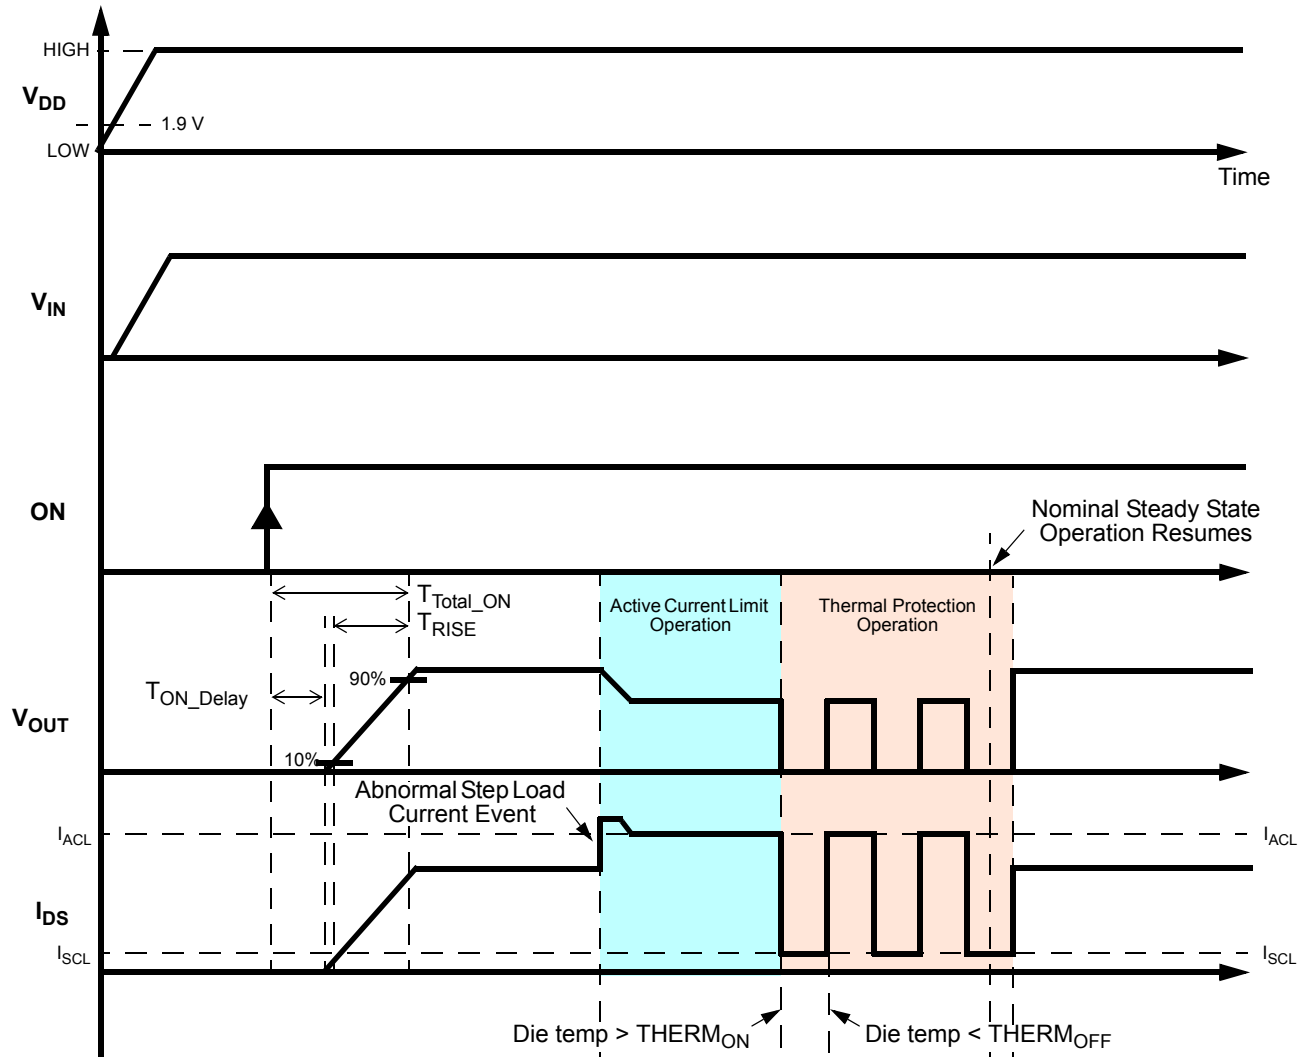 HIGH
VDD
1.9 V
LOW
Time
VIN
ON
Nominal Steady State
Operation Resumes
TTotal_ON
TRISE
Active Current Limit
Operation
Thermal Protection
Operation
90%
TON_Delay
VOUT
10%
Abnormal Step Load
Current Event
IACL
IACL
IDS
ISCL
ISCL
Die temp > THERMON
Die temp < THERMOFF